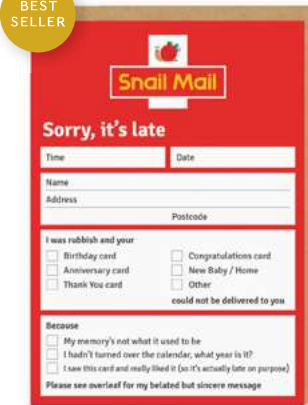 BEST
SELLER
Snail Mail
Sorry, it's late
Time
Date
Name
Address
Postcode
I was rubbish and your
Birthday card
Congratulations card
Anniversary card
New Baby / Home
Thank You card
Other
could not be delivered to you
Because
My memory's not what it used to be
I hadn't turned over the calendar, what year is it?
I saw this card and really liked it (so it's actually late on purpose)
Please see overleaf for my belated but sincere message